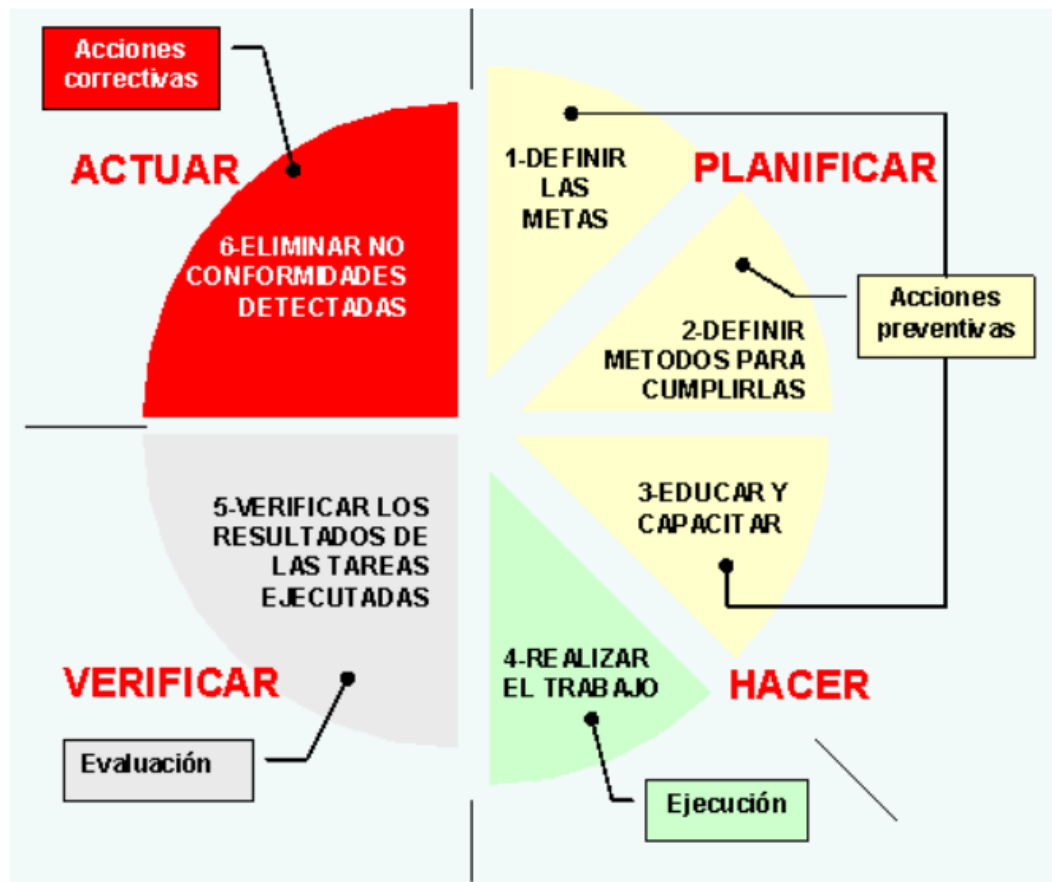 Acciones
correctivas
ACTUAR
6-ELIMINAR NO
CONFORMIDADES
DETECTADAS
1-DEFINIR
LAS
METAS
PLANIFICAR
2-DEFINIR
METODOS PARA
CUMPLIRLAS
Acciones
preventivas
3-EDUCAR Y
CAPACITAR
HACER
4-REALIZAR
EL TRABAJO
Ejecución
5-VERIFICAR LOS
RESULTADOS DE
LAS TAREAS
EJECUTADAS
VERIFICAR
Evaluación